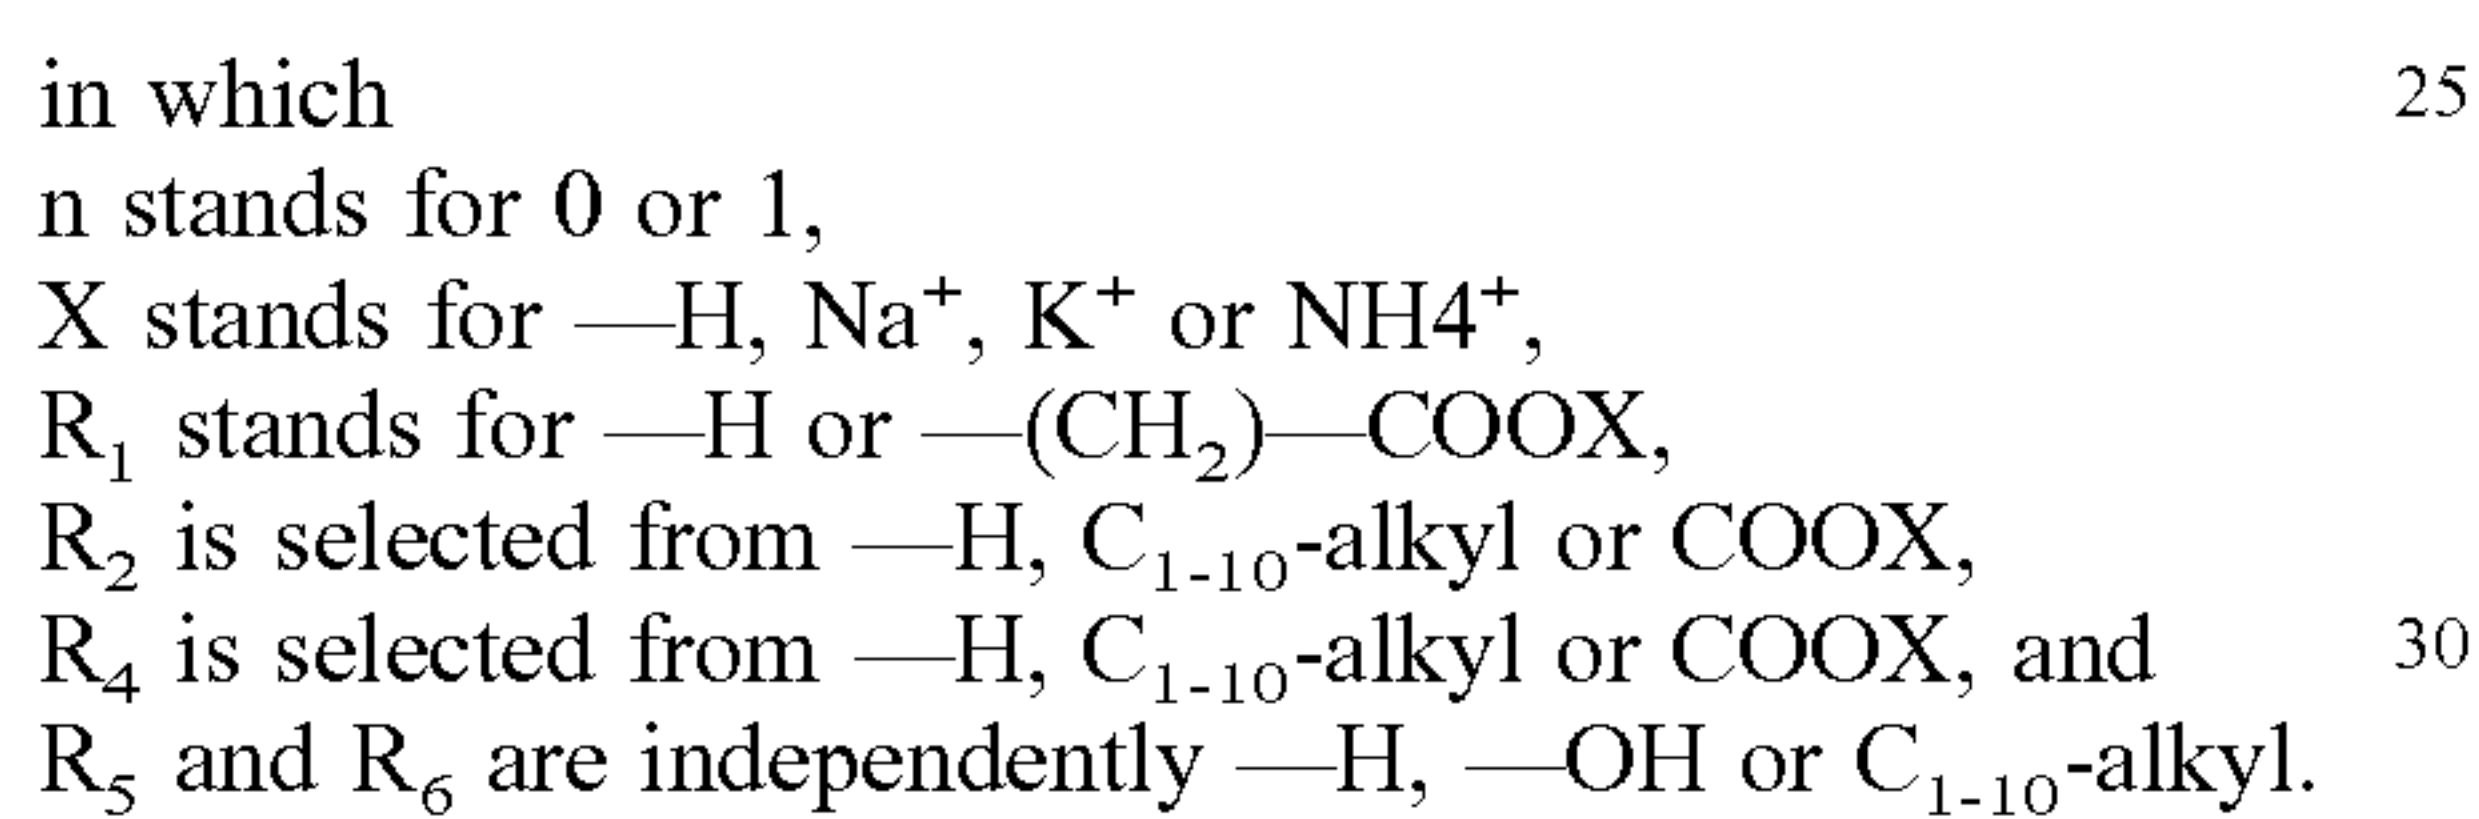 in which 25
n stands for 0 or 1,
X stands for —H, Na⁺, K⁺ or NH4⁺,
R₁ stands for —H or —(CH₂)—COOX,
R₂ is selected from —H, C₁₋₁₀-alkyl or COOX,
R₄ is selected from —H, C₁₋₁₀-alkyl or COOX, and 30
R₅ and R₆ are independently —H, —OH or C₁₋₁₀-alkyl.